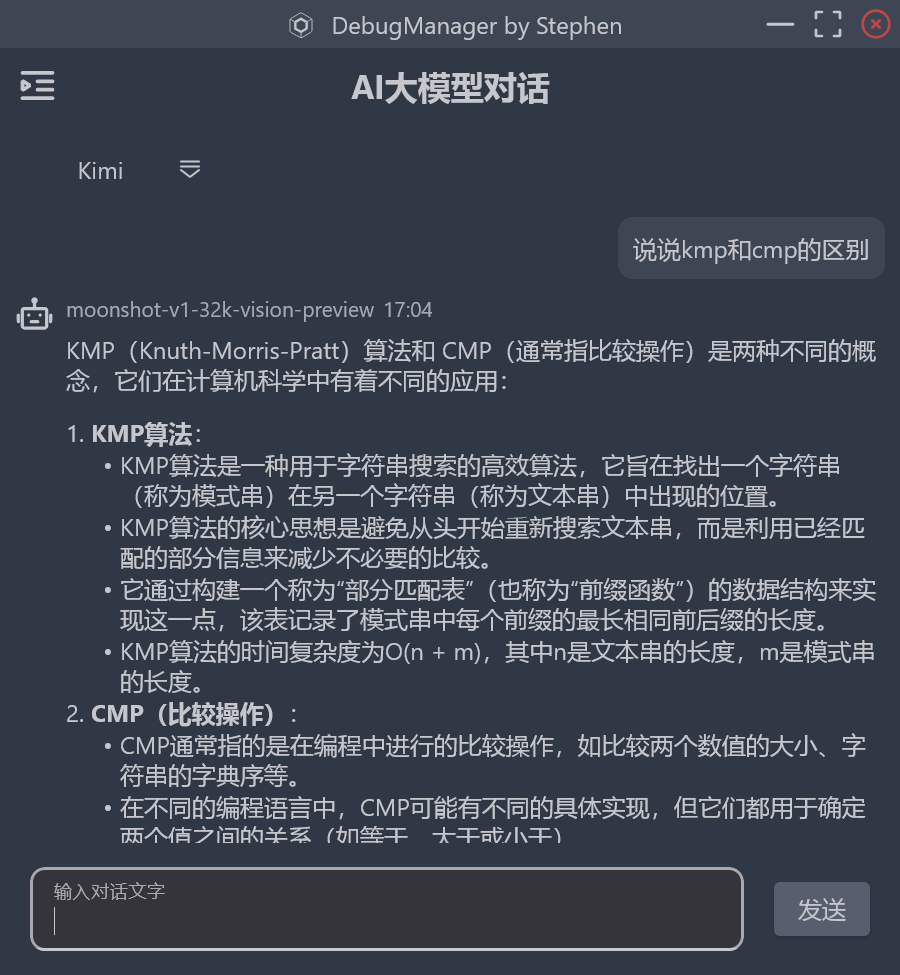 DebugManager by Stephen
AI大模型对话
Kimi
说说kmp和cmp的区别
moonshot-v1-32k-vision-preview 17:04
KMP（Knuth-Morris-Pratt）算法和 CMP（通常指比较操作）是两种不同的概
念，它们在计算机科学中有着不同的应用：
1. KMP算法：
• KMP算法是一种用于字符串搜索的高效算法，它旨在找出一个字符串
（称为模式串）在另一个字符串（称为文本串）中出现的位置。
• KMP算法的核心思想是避免从头开始重新搜索文本串，而是利用已经匹
配的部分信息来减少不必要的比较。
• 它通过构建一个称为“部分匹配表”（也称为“前缀函数”）的数据结构来实
现这一点，该表记录了模式串中每个前缀的最长相同前后缀的长度。
• KMP算法的时间复杂度为O(n + m)，其中n是文本串的长度，m是模式串
的长度。
2. CMP（比较操作）：
• CMP通常指的是在编程中进行的比较操作，如比较两个数值的大小、字
符串的字典序等。
• 在不同的编程语言中，CMP可能有不同的具体实现，但它们都用于确定
两个值之间的关系（如等于、大于或小于）
输入对话文字
发送